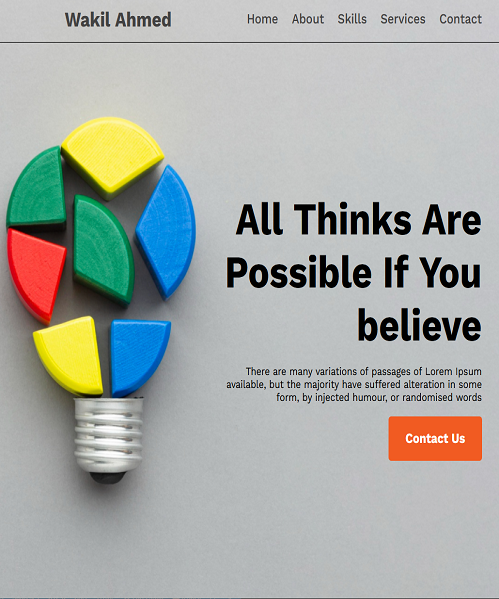 Wakil Ahmed
Home About Skills Services Contact
All Thinks Are
Possible If You
believe
There are many variations of passages of Lorem Ipsum
available, but the majority have suffered alteration in some
form, by injected humour, or randomised words
Contact Us